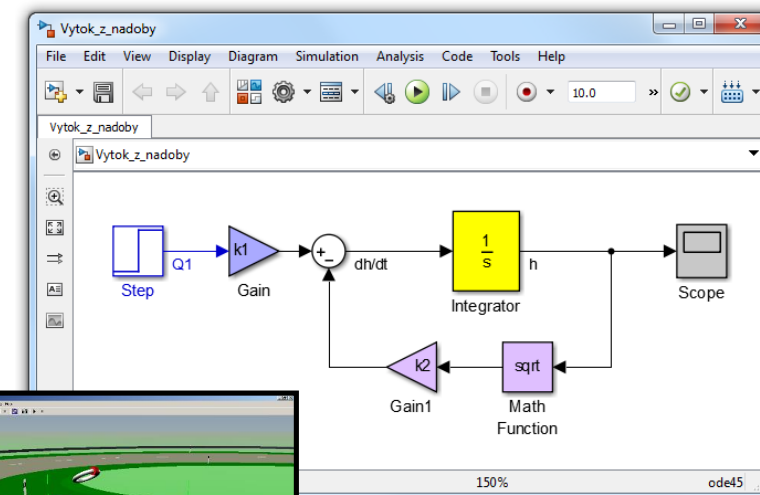 Vytok_z_nadoby
File Edit View Display Diagram Simulation Analysis Code Tools Help
10.0 »
Vytok_z_nadoby
Vytok_z_nadoby
Step
Q1
k1
Gain
+
−
dh/dt
1
s
Integrator
h
Scope
k2
Gain1
sqrt
Math
Function
150% ode45